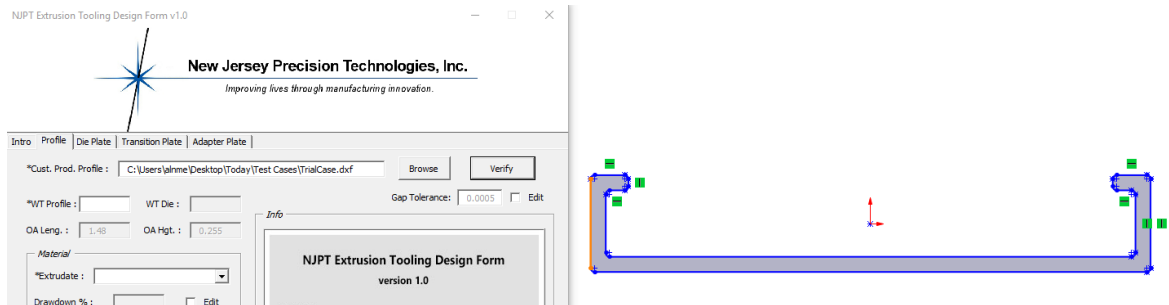 NJPT Extrusion Tooling Design Form v1.0
New Jersey Precision Technologies, Inc.
Improving lives through manufacturing innovation.
Intro Profile Die Plate Transition Plate Adapter Plate
*Cust. Prod. Profile : C:\Users\alnme\Desktop\Today\Test Cases\TrialCase.dxf Browse Verify
Gap Tolerance: 0.0005 Edit
*WT Profile : WT Die :
OA Leng. : 1.48 OA Hgt. : 0.255
Info
Material
*Extrudate :
Drawdown % : Edit
NJPT Extrusion Tooling Design Form
version 1.0